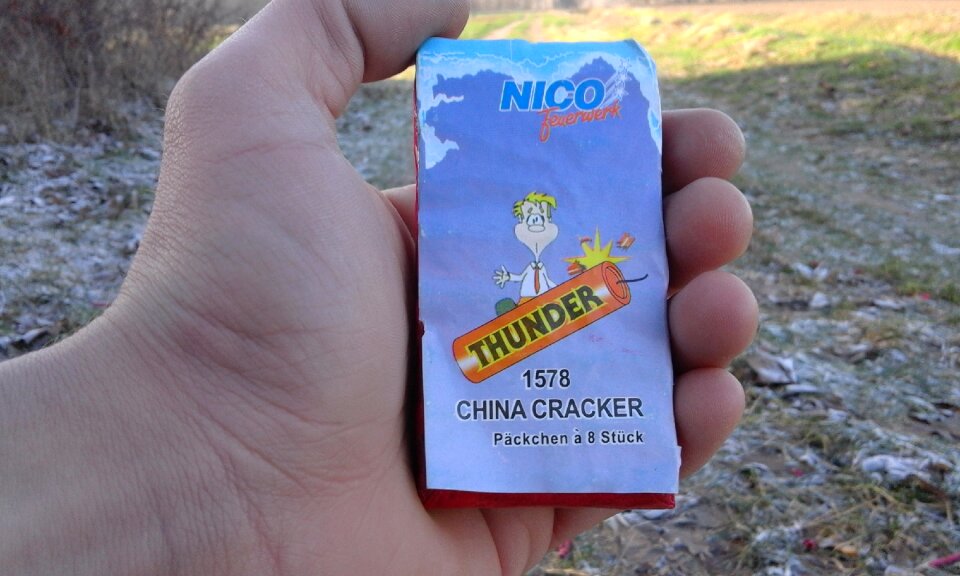 NICO
Feuerwerk
THUNDER
1578
CHINA CRACKER
Päckchen à 8 Stück